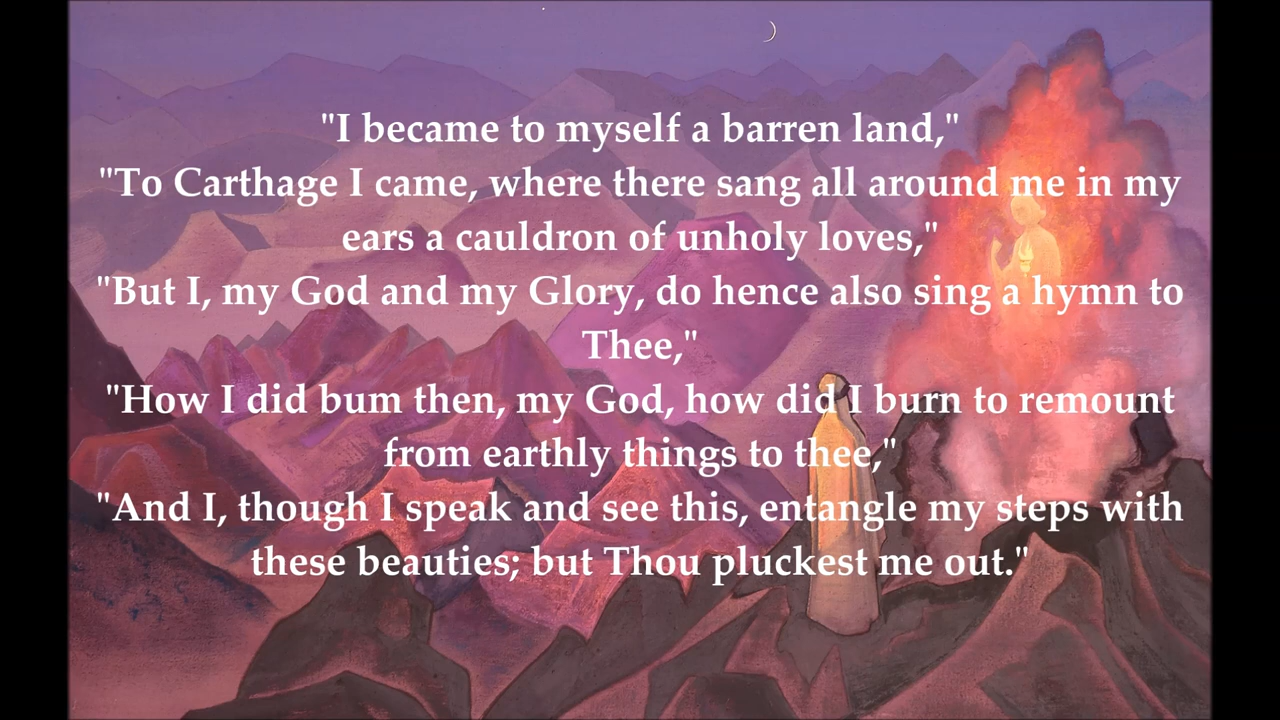 "I became to myself a barren land,"
"To Carthage I came, where there sang all around me in my
ears a cauldron of unholy loves,"
"But I, my God and my Glory, do hence also sing a hymn to
Thee,"
"How I did bum then, my God, how did I burn to remount
from earthly things to thee,"
"And I, though I speak and see this, entangle my steps with
these beauties; but Thou pluckest me out."